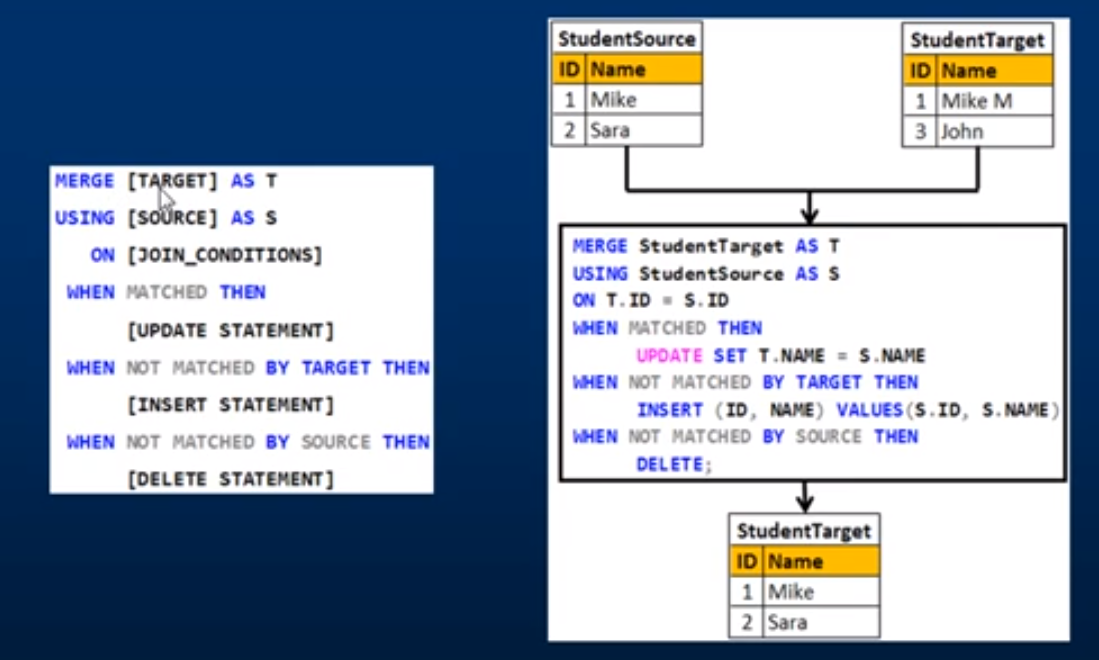 MERGE [TARGET] AS T
USING [SOURCE] AS S
ON [JOIN_CONDITIONS]
WHEN MATCHED THEN
[UPDATE STATEMENT]
WHEN NOT MATCHED BY TARGET THEN
[INSERT STATEMENT]
WHEN NOT MATCHED BY SOURCE THEN
[DELETE STATEMENT]
StudentSource
ID Name
1 Mike
2 Sara
StudentTarget
ID Name
1 Mike M
3 John
MERGE StudentTarget AS T
USING StudentSource AS S
ON T.ID = S.ID
WHEN MATCHED THEN
UPDATE SET T.NAME = S.NAME
WHEN NOT MATCHED BY TARGET THEN
INSERT (ID, NAME) VALUES(S.ID, S.NAME)
WHEN NOT MATCHED BY SOURCE THEN
DELETE;
StudentTarget
ID Name
1 Mike
2 Sara